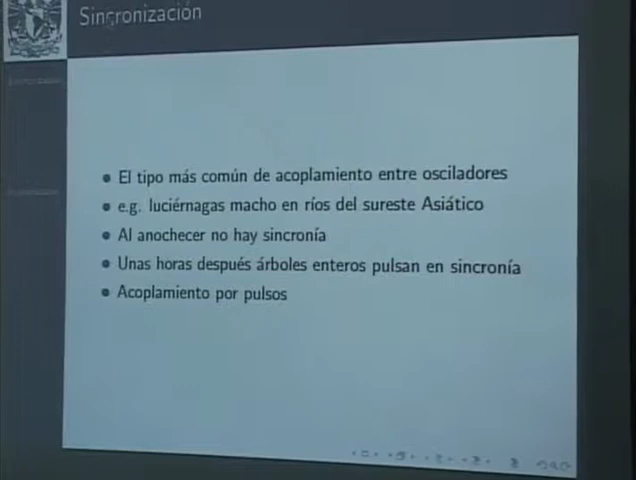 Sincronización
El tipo más común de acoplamiento entre osciladores
e.g. luciérnagas macho en ríos del sureste Asiático
Al anochecer no hay sincronía
Unas horas después árboles enteros pulsan en sincronía
Acoplamiento por pulsos